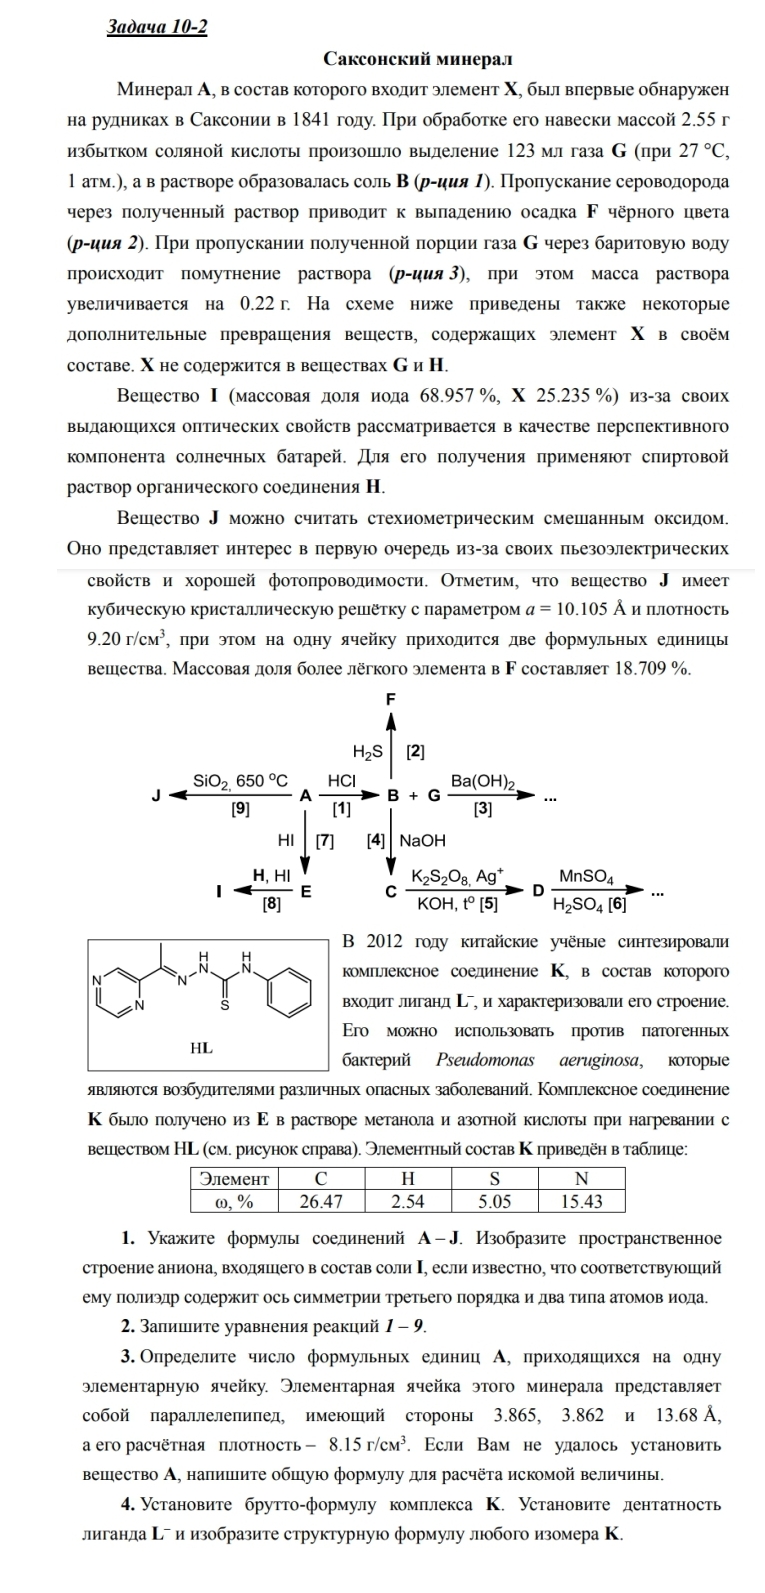 Задача 10-2
Саксонский минерал
Минерал А, в состав которого входит элемент X, был впервые обнаружен
на рудниках в Саксонии в 1841 году. При обработке его навески массой 2.55 г
избытком соляной кислоты произошло выделение 123 мл газа G (при 27 °C,
1 атм.), а в растворе образовалась соль B (р-ция 1). Пропускание сероводорода
через полученный раствор приводит к выпадению осадка F чёрного цвета
(р-ция 2). При пропускании полученной порции газа G через баритовую воду
происходит помутнение раствора (р-ция 3), при этом масса раствора
увеличивается на 0.22 г. На схеме ниже приведены также некоторые
дополнительные превращения веществ, содержащих элемент X в своём
составе. X не содержится в веществах G и H.
Вещество I (массовая доля иода 68.957 %, X 25.235 %) из-за своих
выдающихся оптических свойств рассматривается в качестве перспективного
компонента солнечных батарей. Для его получения применяют спиртовой
раствор органического соединения H.
Вещество J можно считать стехиометрическим смешанным оксидом.
Оно представляет интерес в первую очередь из-за своих пьезоэлектрических
свойств и хорошей фотопроводимости. Отметим, что вещество J имеет
кубическую кристаллическую решётку с параметром a = 10.105 Å и плотность
9.20 г/см³, при этом на одну ячейку приходится две формульных единицы
вещества. Массовая доля более лёгкого элемента в F составляет 18.709 %.
F
H₂S [2]
SiO₂, 650 °C HCl Ba(OH)₂
J A B + G ...
[9] [1] [3]
HI [7] [4] NaOH
H, HI K₂S₂O₈, Ag⁺ MnSO₄
I E C D ...
[8] KOH, t° [5] H₂SO₄ [6]
В 2012 году китайские учёные синтезировали
комплексное соединение K, в состав которого
входит лиганд L⁻, и характеризовали его строение.
Его можно использовать против патогенных
бактерий Pseudomonas aeruginosa, которые
N N N H N H N S
HL
являются возбудителями различных опасных заболеваний. Комплексное соединение
K было получено из E в растворе метанола и азотной кислоты при нагревании с
веществом HL (см. рисунок справа). Элементный состав K приведён в таблице:
Элемент C H S N
ω, % 26.47 2.54 5.05 15.43
1. Укажите формулы соединений A – J. Изобразите пространственное
строение аниона, входящего в состав соли I, если известно, что соответствующий
ему полиэдр содержит ось симметрии третьего порядка и два типа атомов иода.
2. Запишите уравнения реакций 1 – 9.
3. Определите число формульных единиц A, приходящихся на одну
элементарную ячейку. Элементарная ячейка этого минерала представляет
собой параллелепипед, имеющий стороны 3.865, 3.862 и 13.68 Å,
а его расчётная плотность – 8.15 г/см³. Если Вам не удалось установить
вещество A, напишите общую формулу для расчёта искомой величины.
4. Установите брутто-формулу комплекса K. Установите дентатность
лиганда L⁻ и изобразите структурную формулу любого изомера K.